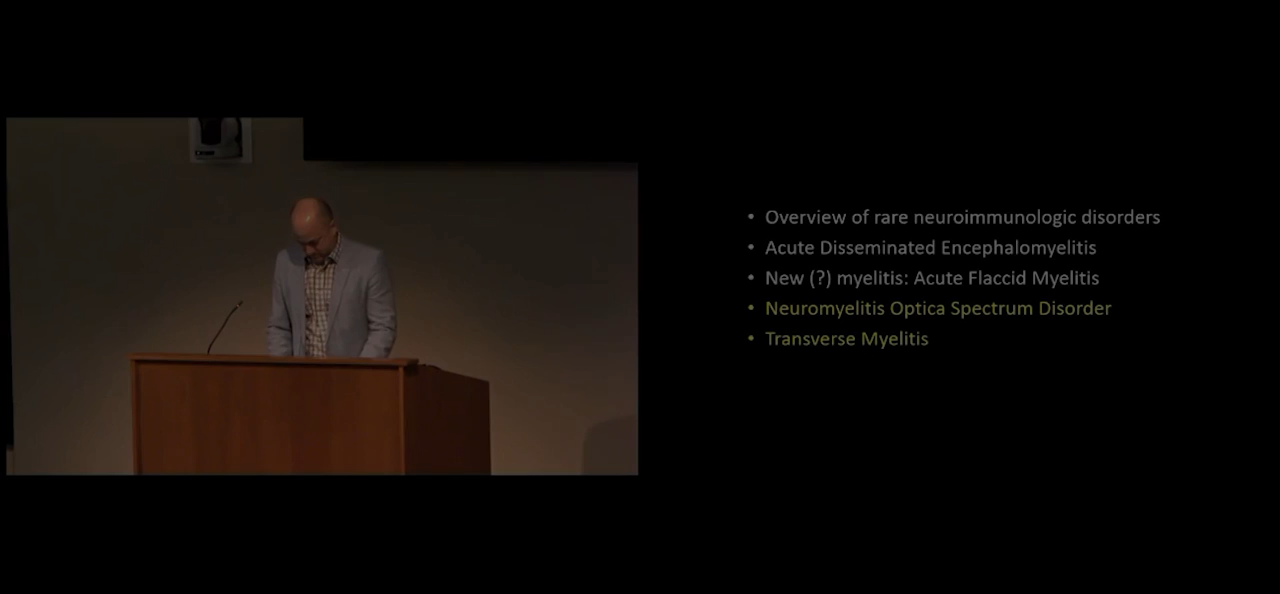 • Overview of rare neuroimmunologic disorders
• Acute Disseminated Encephalomyelitis
• New (?) myelitis: Acute Flaccid Myelitis
• Neuromyelitis Optica Spectrum Disorder
• Transverse Myelitis